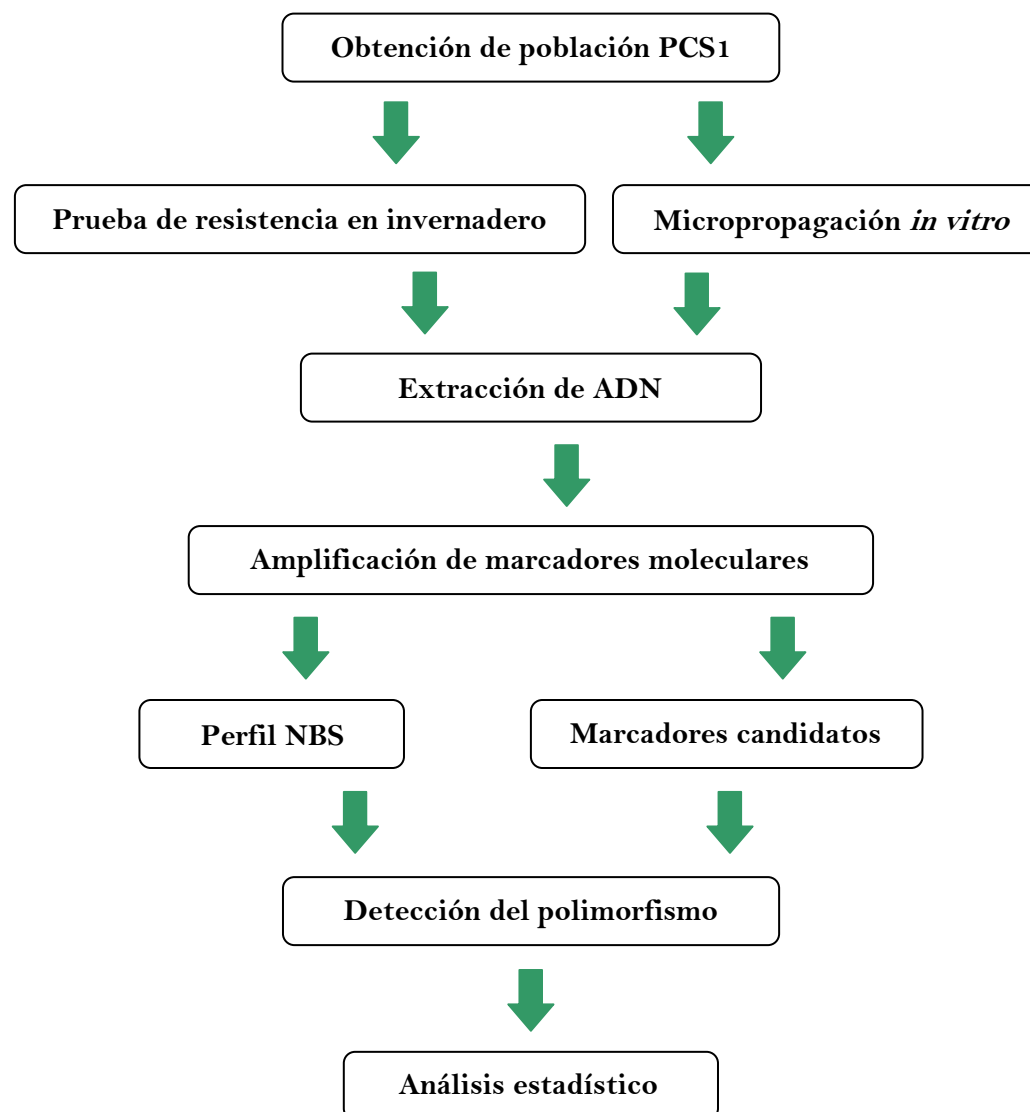 Obtención de población PCS1
Prueba de resistencia en invernadero
Micropropagación in vitro
Extracción de ADN
Amplificación de marcadores moleculares
Perfil NBS
Marcadores candidatos
Detección del polimorfismo
Análisis estadístico